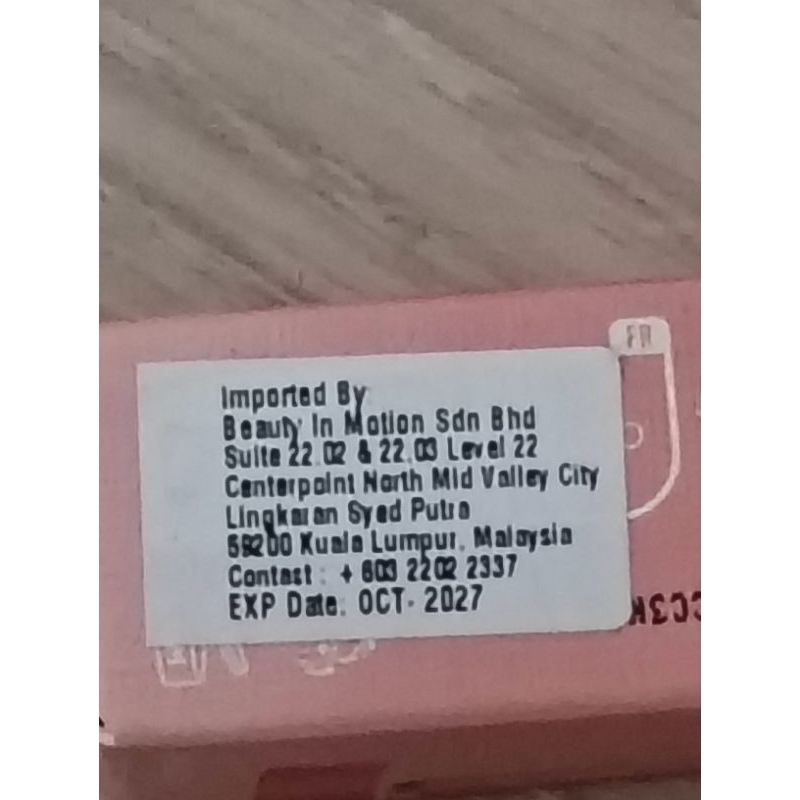 Imported By
Beauty In Motion Sdn Bhd
Suite 22.02 & 22.03 Level 22
Centerpoint North Mid Valley City
Lingkaran Syed Putra
59200 Kuala Lumpur, Malaysia
Contact : + 603 2202 2337
EXP Date: OCT- 2027
FR